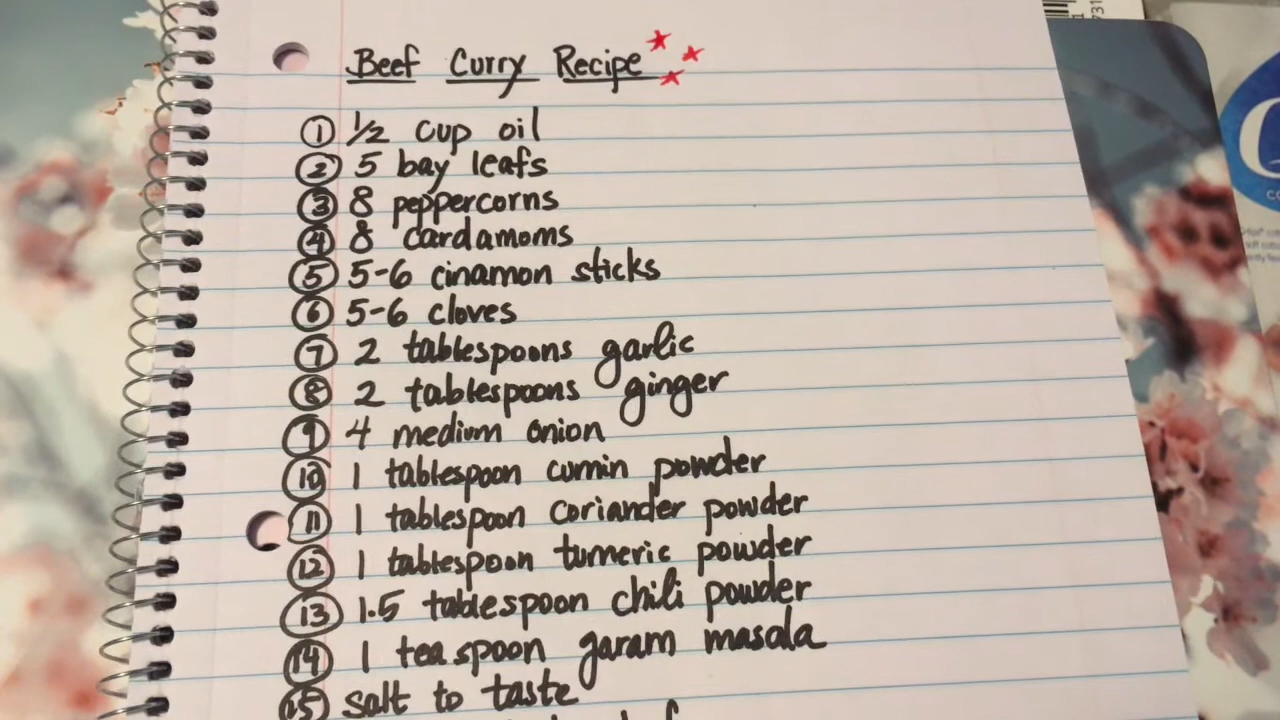 Beef Curry Recipe
① 1/2 cup oil
② 5 bay leafs
③ 8 peppercorns
④ 8 cardamoms
⑤ 5-6 cinamon sticks
⑥ 5-6 cloves
⑦ 2 tablespoons garlic
⑧ 2 tablespoons ginger
⑨ 4 medium onion
⑩ 1 tablespoon cumin powder
⑪ 1 tablespoon coriander powder
⑫ 1 tablespoon tumeric powder
⑬ 1.5 tablespoon chili powder
⑭ 1 teaspoon garam masala
⑮ salt to taste